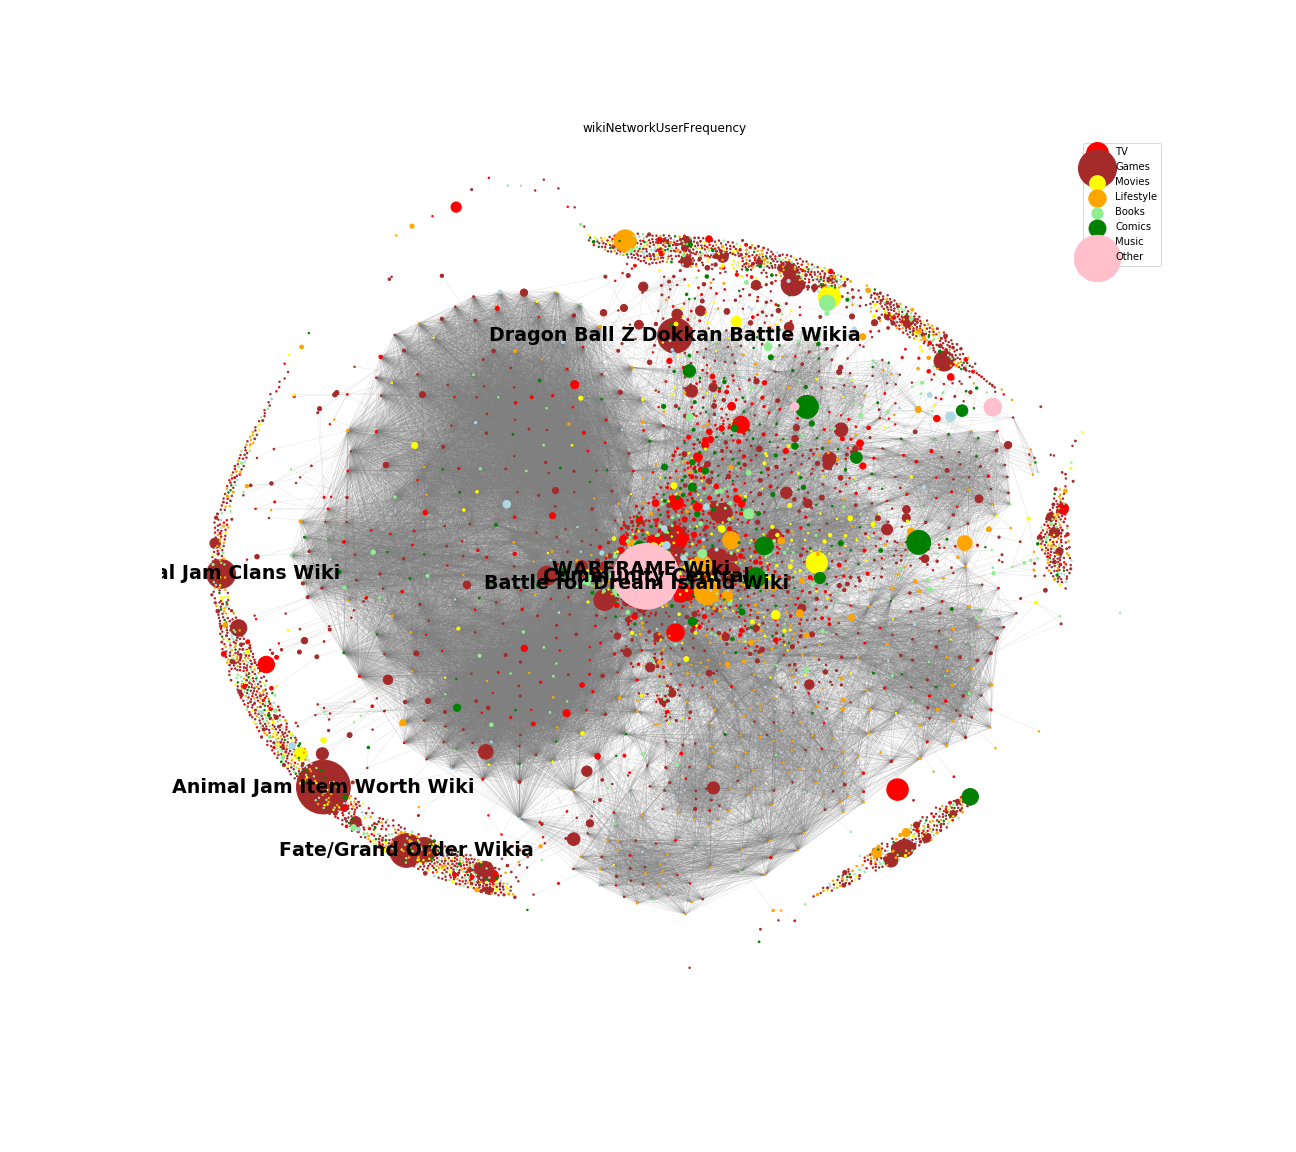 wikiNetworkUserFrequency
TV
Games
Movies
Lifestyle
Books
Comics
Music
Other
Dragon Ball Z Dokkan Battle Wikia
WARFRAME Wiki
al Jam Clans Wiki
Community Central
Battle for Dream Island Wiki
Animal Jam Item Worth Wiki
Fate/Grand Order Wikia